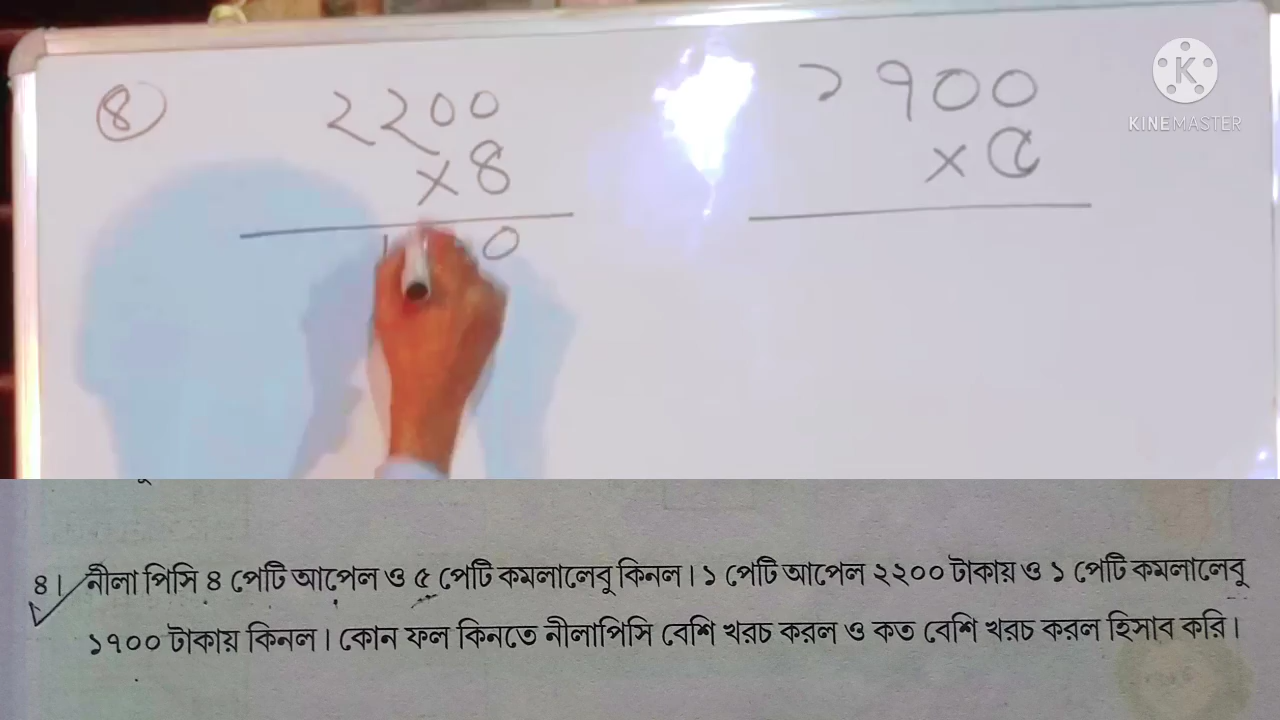 ৪ ২২০০ ১৭০০
×৪ ×৫
০
KINEMASTER
৪। নীলা পিসি ৪ পেটি আপেল ও ৫ পেটি কমলালেবু কিনল। ১ পেটি আপেল ২২০০ টাকায় ও ১ পেটি কমলালেবু
১৭০০ টাকায় কিনল। কোন ফল কিনতে নীলাপিসি বেশি খরচ করল ও কত বেশি খরচ করল হিসাব করি।